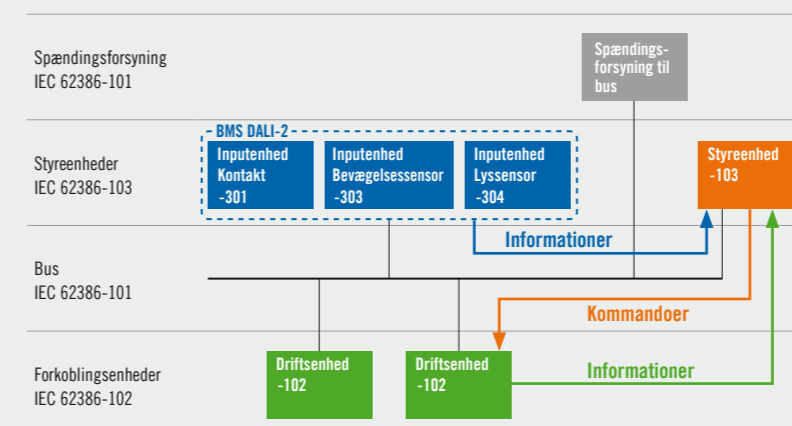 Spændingsforsyning
IEC 62386-101
Spændings-
forsyning til
bus
Styreenheder
IEC 62386-103
BMS DALI-2
Inputenhed
Kontakt
-301
Inputenhed
Bevægelsessensor
-303
Inputenhed
Lyssensor
-304
Styreenhed
-103
Informationer
Bus
IEC 62386-101
Kommandoer
Forkoblingsenheder
IEC 62386-102
Driftsenhed
-102
Driftsenhed
-102
Informationer